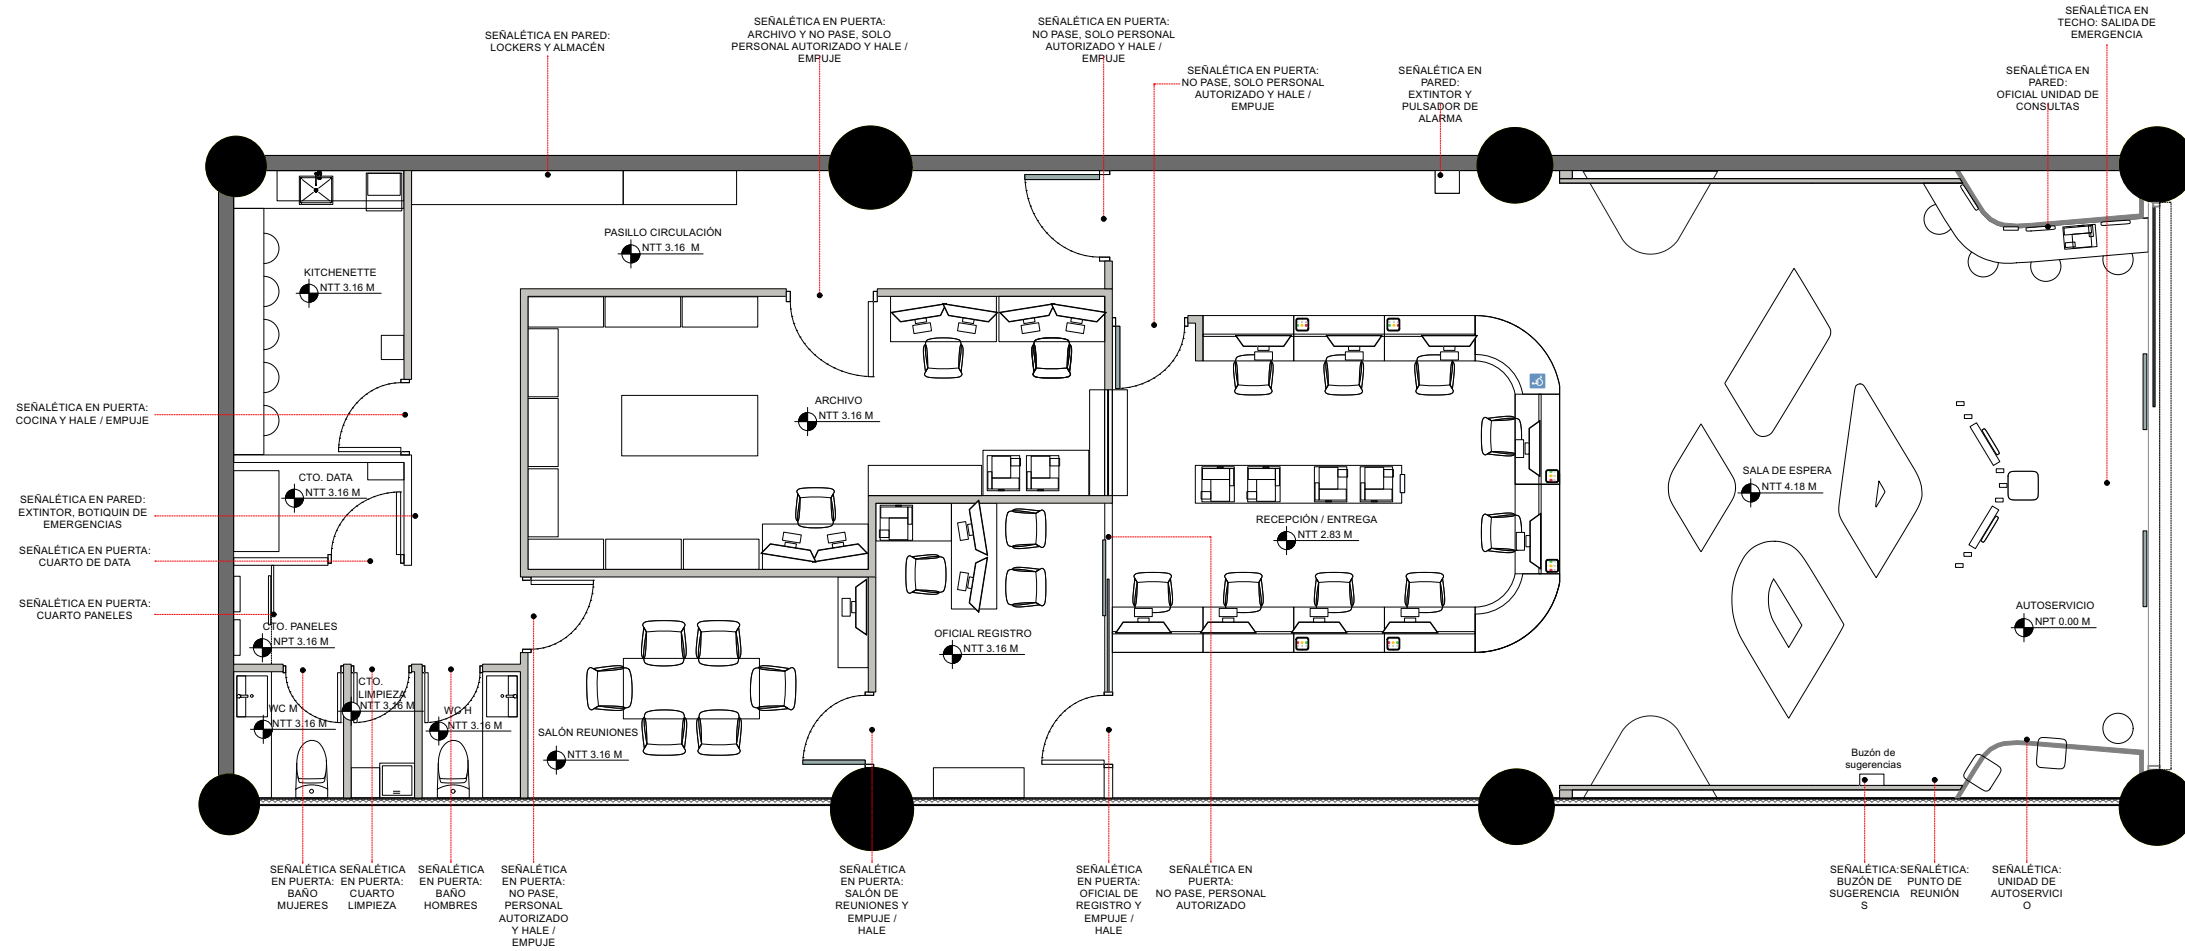 SEÑALÉTICA EN PARED:
LOCKERS Y ALMACÉN
SEÑALÉTICA EN PUERTA:
ARCHIVO Y NO PASE, SOLO
PERSONAL AUTORIZADO Y HALE /
EMPUJE
SEÑALÉTICA EN PUERTA:
NO PASE, SOLO PERSONAL
AUTORIZADO Y HALE /
EMPUJE
SEÑALÉTICA EN PUERTA:
NO PASE, SOLO PERSONAL
AUTORIZADO Y HALE /
EMPUJE
SEÑALÉTICA EN
PARED:
EXTINTOR Y
PULSADOR DE
ALARMA
SEÑALÉTICA EN
PARED:
OFICIAL UNIDAD DE
CONSULTAS
SEÑALÉTICA EN
TECHO: SALIDA DE
EMERGENCIA
PASILLO CIRCULACIÓN
NTT 3.16 M
KITCHENETTE
NTT 3.16 M
ARCHIVO
NTT 3.16 M
SEÑALÉTICA EN PUERTA:
COCINA Y HALE / EMPUJE
CTO. DATA
NTT 3.16 M
SEÑALÉTICA EN PARED:
EXTINTOR, BOTIQUIN DE
EMERGENCIAS
SEÑALÉTICA EN PUERTA:
CUARTO DE DATA
SEÑALÉTICA EN PUERTA:
CUARTO PANELES
CTO. PANELES
NPT 3.16 M
RECEPCIÓN / ENTREGA
NTT 2.83 M
SALA DE ESPERA
NTT 4.18 M
AUTOSERVICIO
NPT 0.00 M
OFICIAL REGISTRO
NTT 3.16 M
WC M
NTT 3.16 M
CTO.
LIMPIEZA
NTT 3.16 M
WC H
NTT 3.16 M
SALÓN REUNIONES
NTT 3.16 M
Buzón de
sugerencias
SEÑALÉTICA
EN PUERTA:
BAÑO
MUJERES
SEÑALÉTICA
EN PUERTA:
CUARTO
LIMPIEZA
SEÑALÉTICA
EN PUERTA:
BAÑO
HOMBRES
SEÑALÉTICA
EN PUERTA:
NO PASE,
PERSONAL
AUTORIZADO
Y HALE /
EMPUJE
SEÑALÉTICA
EN PUERTA:
SALÓN DE
REUNIONES Y
EMPUJE /
HALE
SEÑALÉTICA
EN PUERTA:
OFICIAL DE
REGISTRO Y
EMPUJE /
HALE
SEÑALÉTICA EN
PUERTA:
NO PASE, PERSONAL
AUTORIZADO
SEÑALÉTICA:
BUZÓN DE
SUGERENCIA
S
SEÑALÉTICA:
PUNTO DE
REUNIÓN
SEÑALÉTICA:
UNIDAD DE
AUTOSERVICI
O